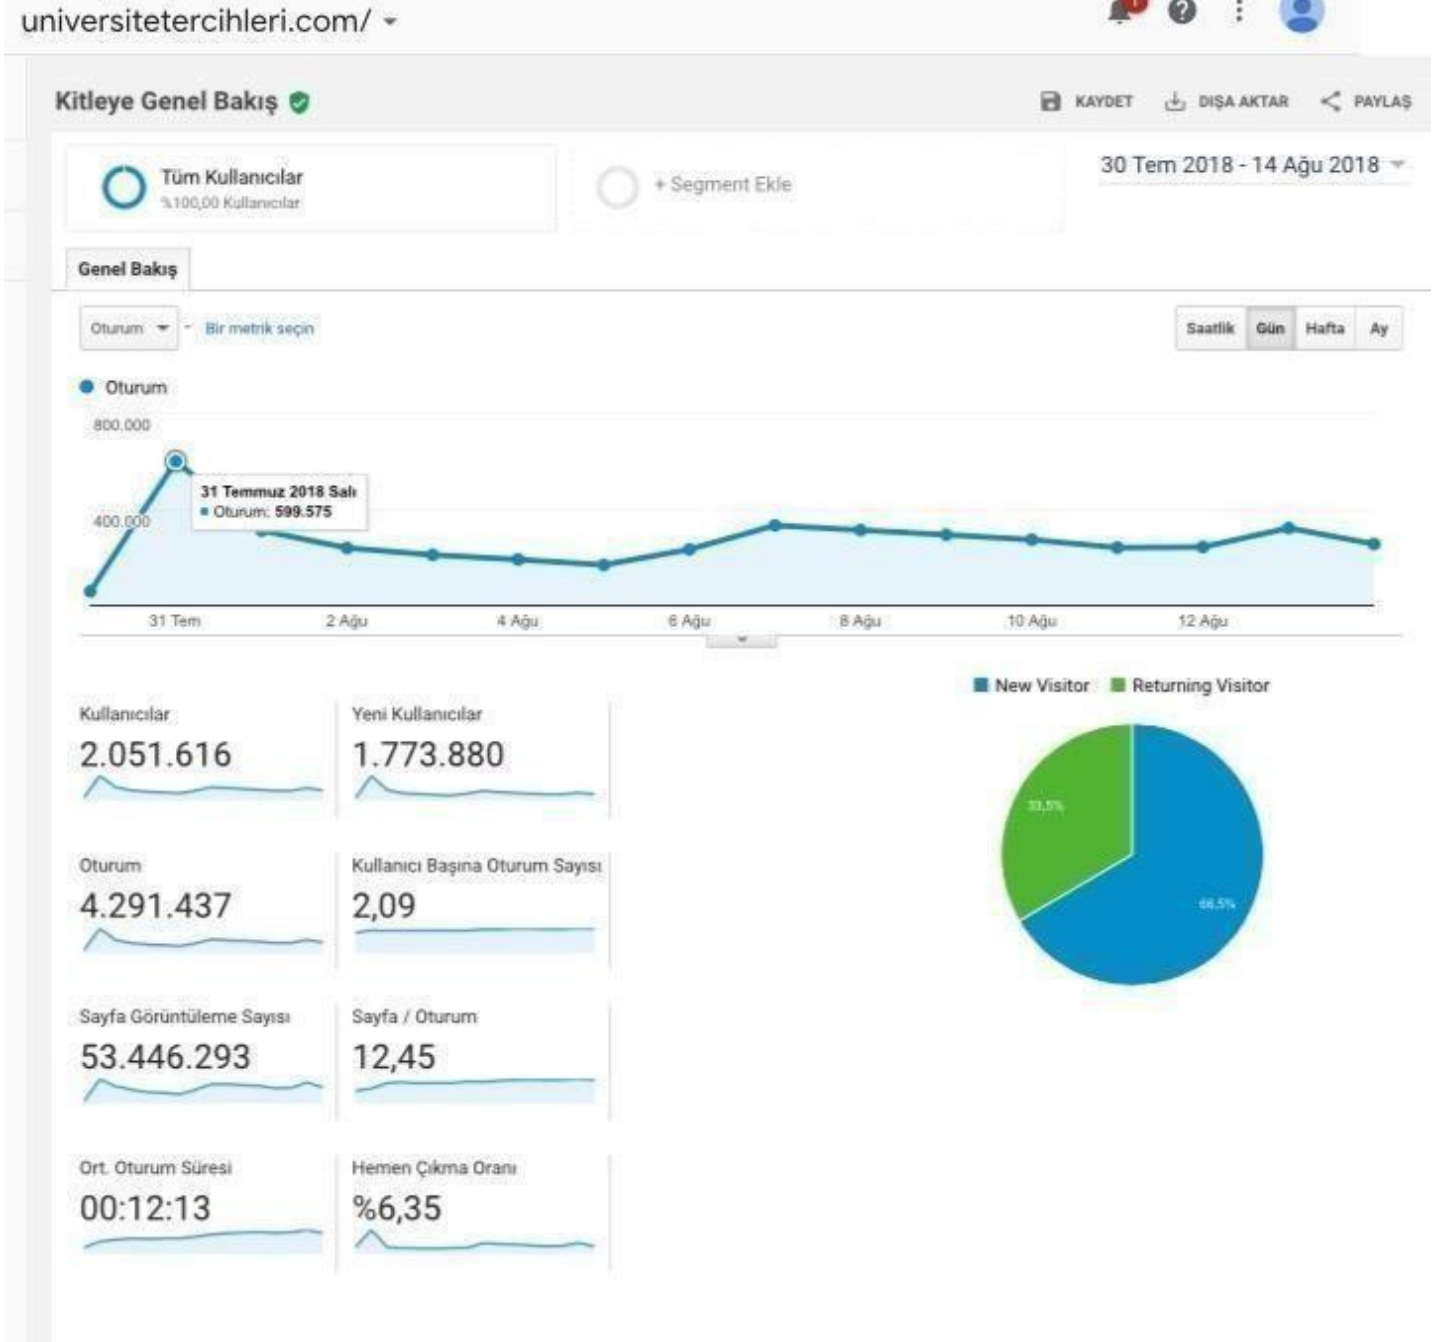 universitetercihleri.com/
Kitleye Genel Bakış
KAYDET
DIŞA AKTAR
PAYLAŞ
Tüm Kullanıcılar
%100,00 Kullanıcılar
+ Segment Ekle
30 Tem 2018 - 14 Ağu 2018
Genel Bakış
Oturum
Bir metrik seçin
Saatlik Gün Hafta Ay
Oturum
800.000
400.000
31 Temmuz 2018 Salı
Oturum: 599.575
31 Tem 2 Ağu 4 Ağu 6 Ağu 8 Ağu 10 Ağu 12 Ağu
New Visitor Returning Visitor
33,5%
66,5%
Kullanıcılar
2.051.616
Yeni Kullanıcılar
1.773.880
Oturum
4.291.437
Kullanıcı Başına Oturum Sayısı
2,09
Sayfa Görüntüleme Sayısı
53.446.293
Sayfa / Oturum
12,45
Ort. Oturum Süresi
00:12:13
Hemen Çıkma Oranı
%6,35